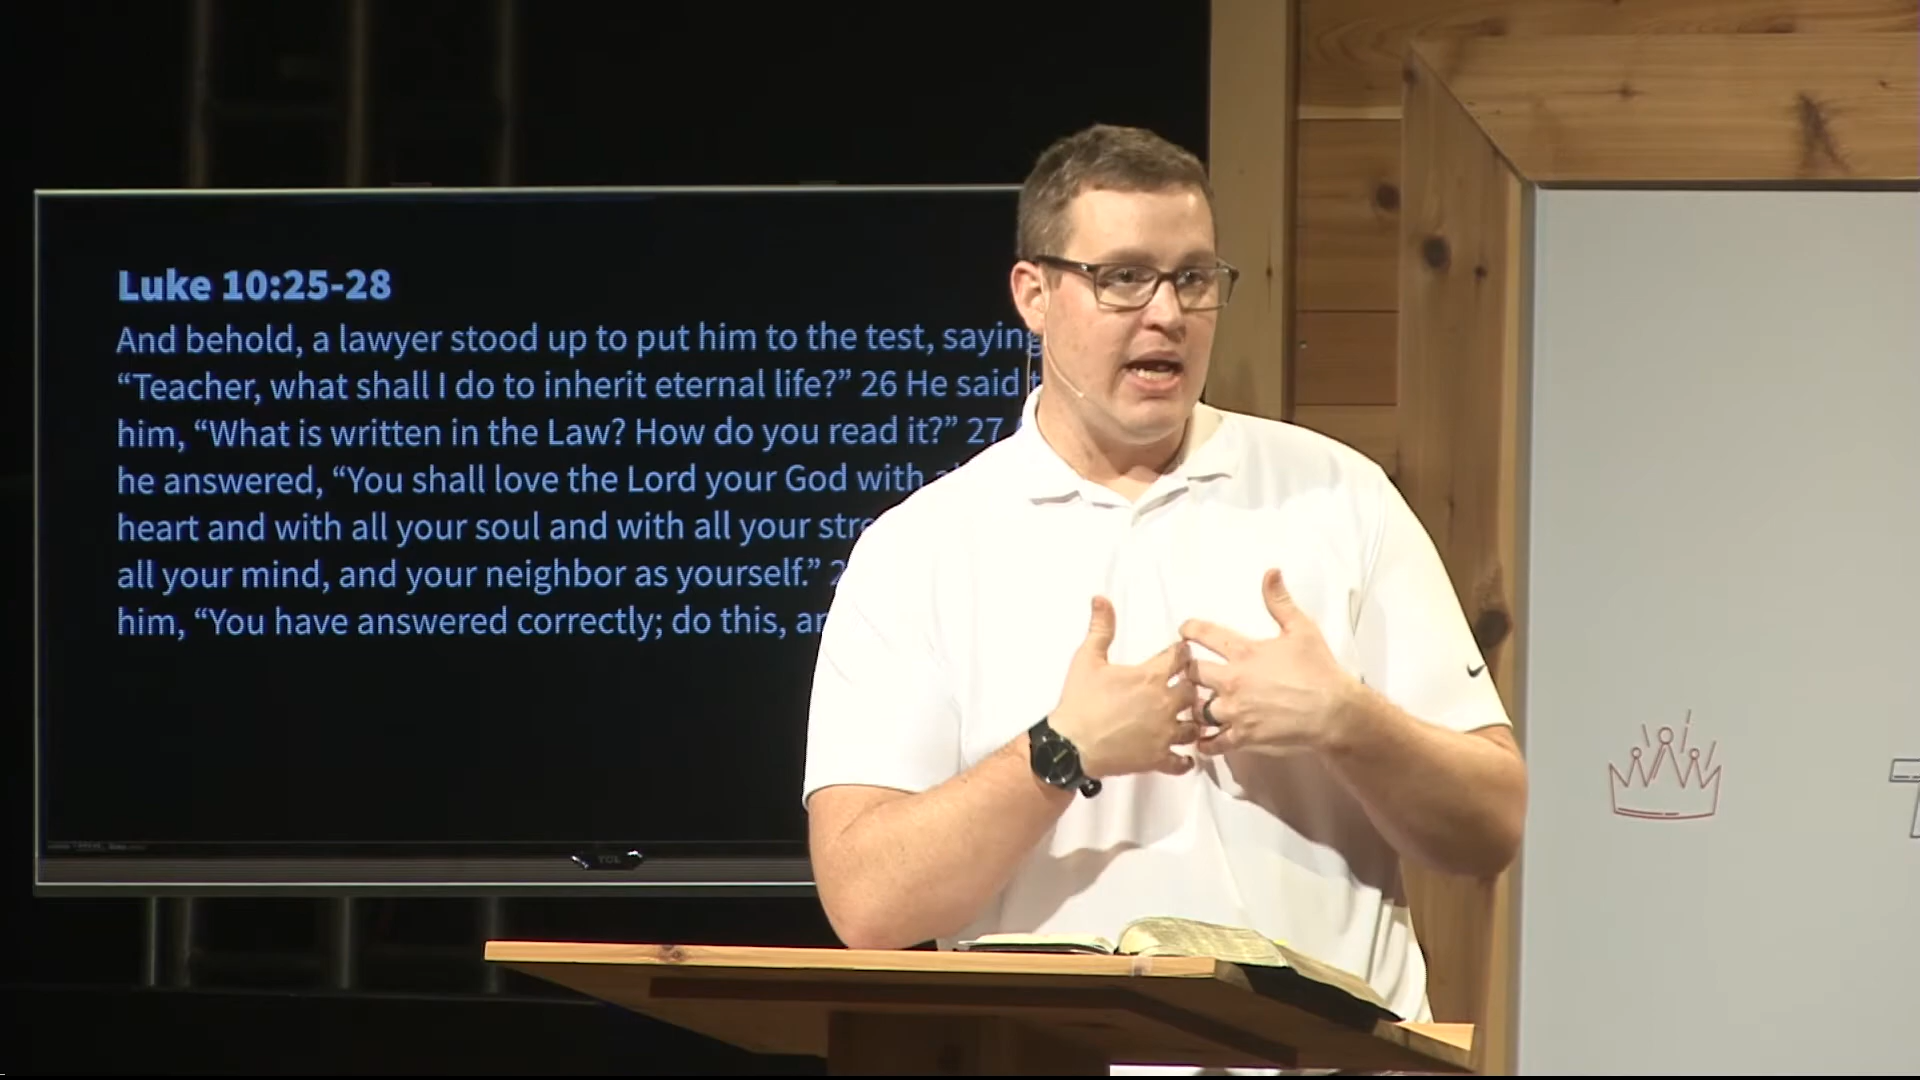 Luke 10:25-28
And behold, a lawyer stood up to put him to the test, saying
“Teacher, what shall I do to inherit eternal life?” 26 He said
him, “What is written in the Law? How do you read it?” 27
he answered, “You shall love the Lord your God with
heart and with all your soul and with all your
all your mind, and your neighbor as yourself.”
him, “You have answered correctly; do this,
TCL